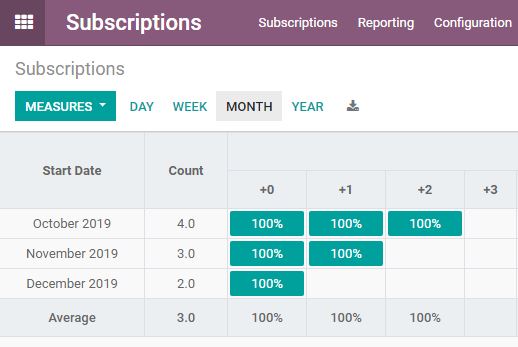 Subscriptions Subscriptions Reporting Configuration
Subscriptions
MEASURES DAY WEEK MONTH YEAR
Start Date Count
+0 +1 +2 +3
October 2019 4.0 100% 100% 100%
November 2019 3.0 100% 100%
December 2019 2.0 100%
Average 3.0 100% 100% 100%